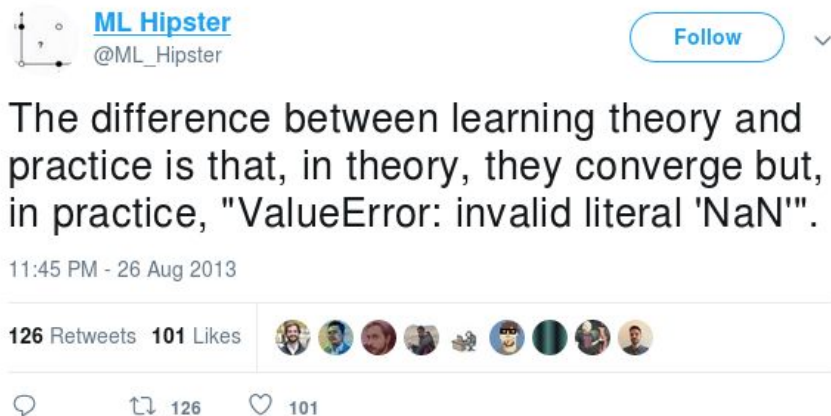 ML Hipster
@ML_Hipster
Follow
The difference between learning theory and
practice is that, in theory, they converge but,
in practice, "ValueError: invalid literal 'NaN'".
11:45 PM - 26 Aug 2013
126 Retweets 101 Likes
126 101